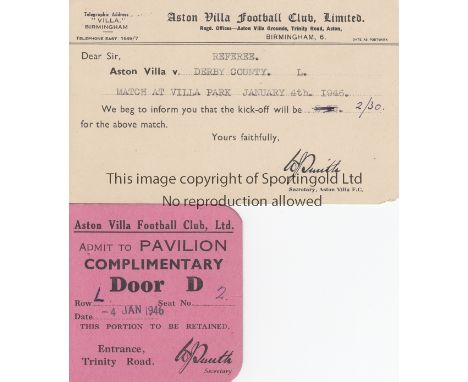 Telegraphic Address
"VILLA,"
BIRMINGHAM
TELEPHONE EAST 1649/7
Aston Villa Football Club, Limited.
Regd. Offices—Aston Villa Grounds, Trinity Road, Aston,
BIRMINGHAM, 6.
DATE AS POSTMARK
Dear Sir, REFEREE.
Aston Villa v. DERBY COUNTY. L.
MATCH AT VILLA PARK JANUARY 4th. 1946.
We beg to inform you that the kick-off will be 2/30.
for the above match.
Yours faithfully,
Smith
Secretary, Aston Villa F.C.
This image copyright of Sportingold Ltd
No reproduction allowed
Aston Villa Football Club, Ltd.
ADMIT TO PAVILION
COMPLIMENTARY
Door D
Row L Seat No. 2
Date -4 JAN 1946
THIS PORTION TO BE RETAINED.
Entrance,
Trinity Road.
Smith
Secretary